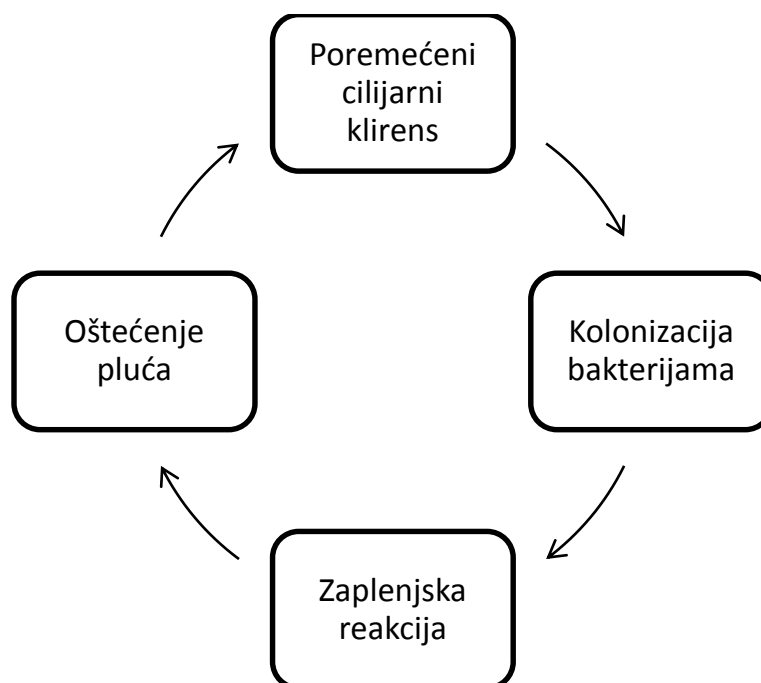 Poremećeni
cilijarni
klirens
Kolonizacija
bakterijama
Zaplenjska
reakcija
Oštećenje
pluća